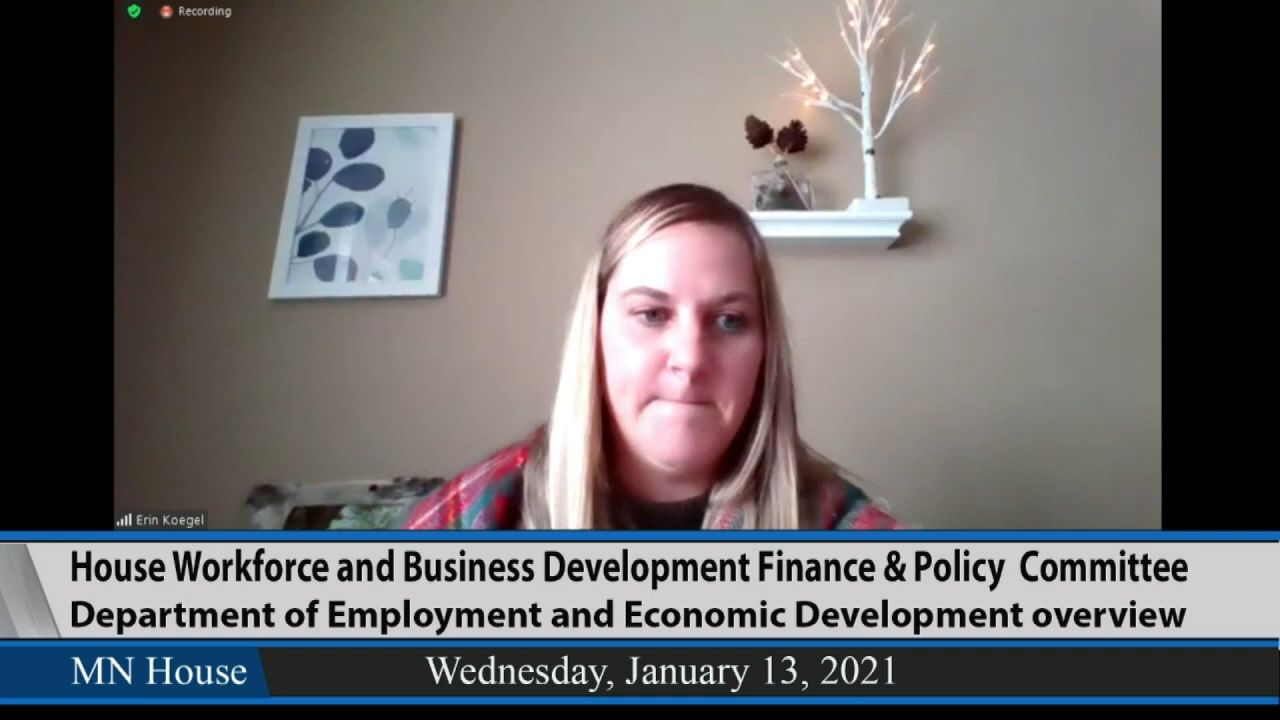 Recording
Erin Koegel
House Workforce and Business Development Finance & Policy Committee
Department of Employment and Economic Development overview
MN House
Wednesday, January 13, 2021